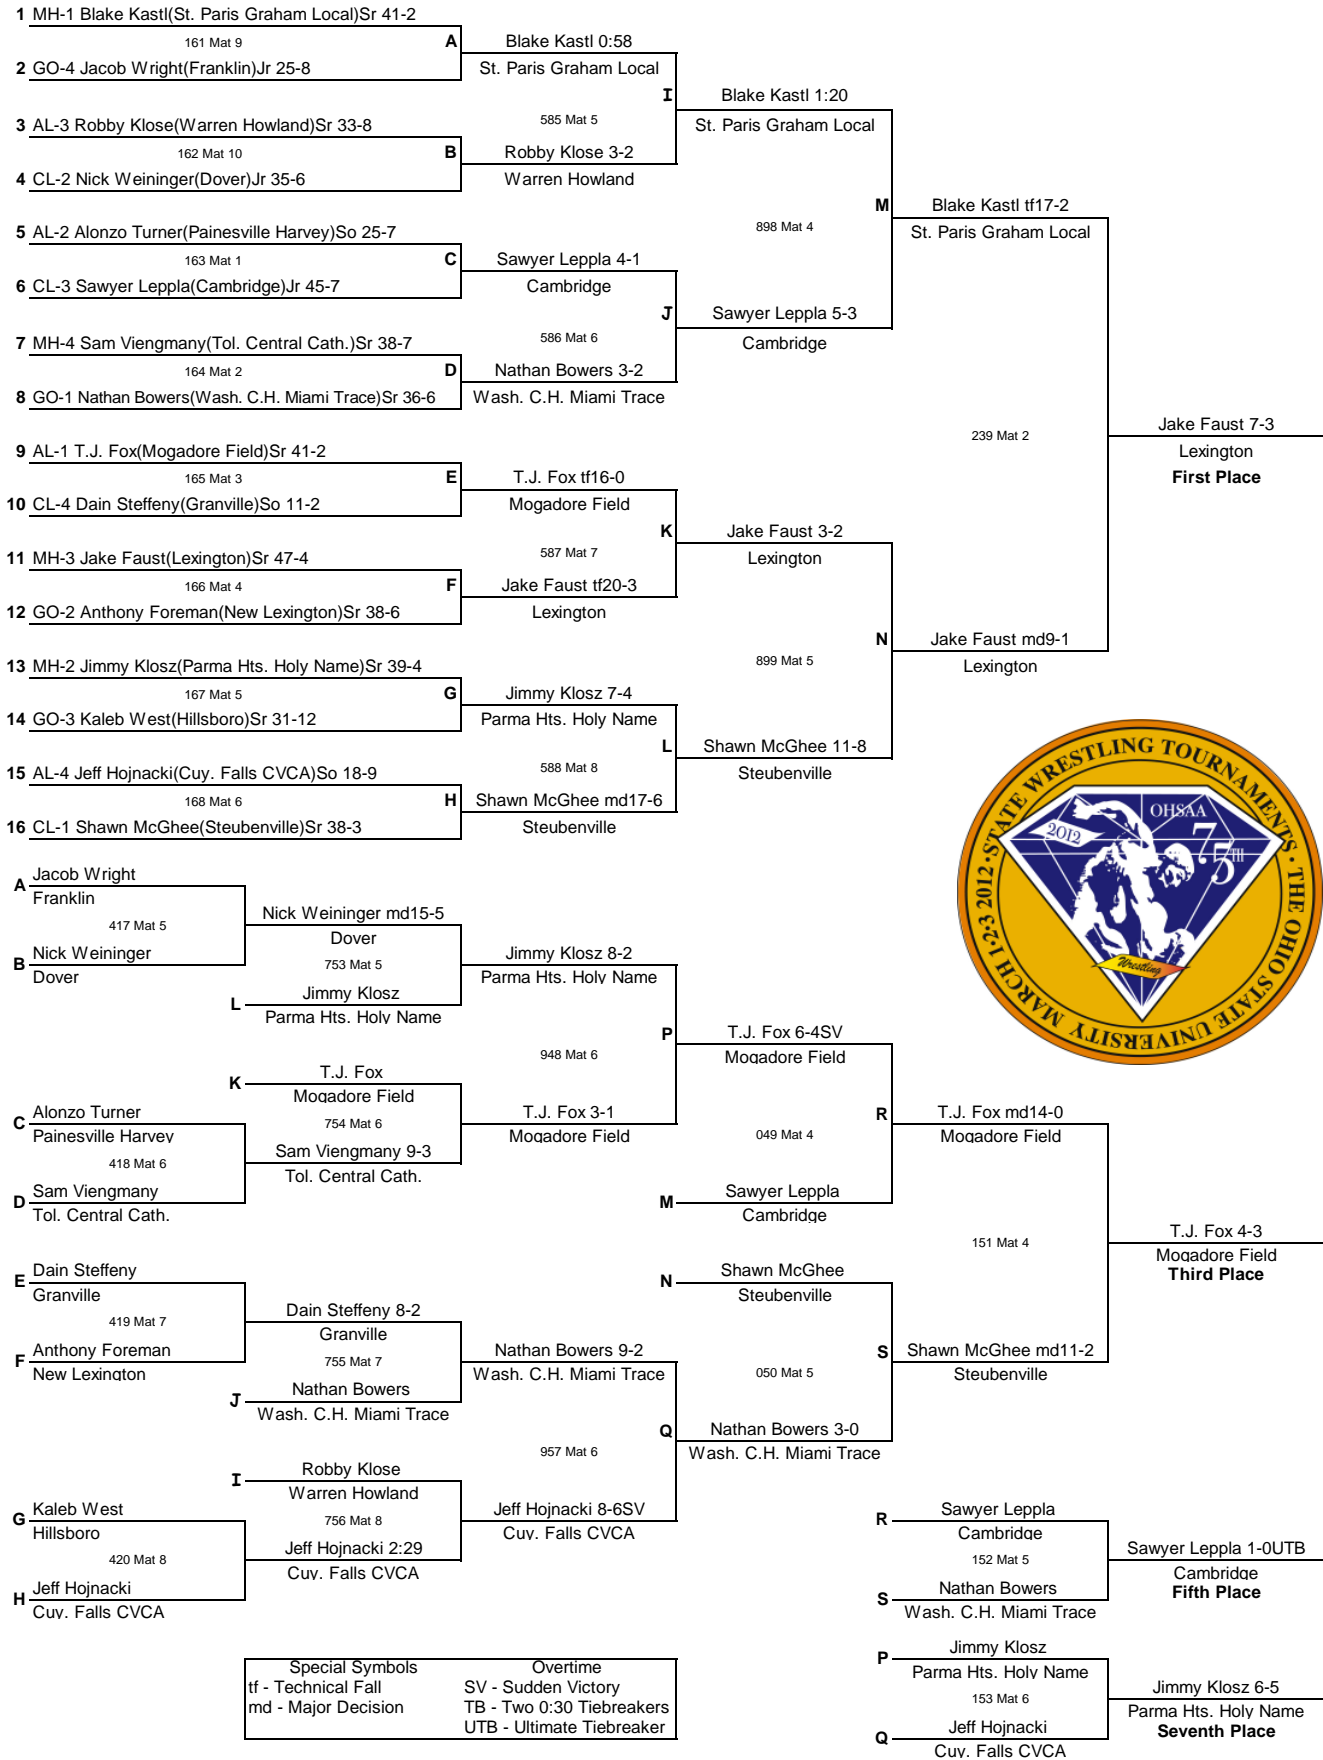 1 MH-1 Blake Kastl(St. Paris Graham Local)Sr 41-2
161 Mat 9
A
2 GO-4 Jacob Wright(Franklin)Jr 25-8
Blake Kastl 0:58
St. Paris Graham Local
I
585 Mat 5
Blake Kastl 1:20
St. Paris Graham Local
3 AL-3 Robby Klose(Warren Howland)Sr 33-8
162 Mat 10
B
4 CL-2 Nick Weininger(Dover)Jr 35-6
Robby Klose 3-2
Warren Howland
M
898 Mat 4
Blake Kastl tf17-2
St. Paris Graham Local
5 AL-2 Alonzo Turner(Painesville Harvey)So 25-7
163 Mat 1
C
6 CL-3 Sawyer Leppla(Cambridge)Jr 45-7
Sawyer Leppla 4-1
Cambridge
J
586 Mat 6
Sawyer Leppla 5-3
Cambridge
7 MH-4 Sam Viengmany(Tol. Central Cath.)Sr 38-7
164 Mat 2
D
8 GO-1 Nathan Bowers(Wash. C.H. Miami Trace)Sr 36-6
Nathan Bowers 3-2
Wash. C.H. Miami Trace
239 Mat 2
Jake Faust 7-3
Lexington
First Place
9 AL-1 T.J. Fox(Mogadore Field)Sr 41-2
165 Mat 3
E
10 CL-4 Dain Steffeny(Granville)So 11-2
T.J. Fox tf16-0
Mogadore Field
K
587 Mat 7
Jake Faust 3-2
Lexington
11 MH-3 Jake Faust(Lexington)Sr 47-4
166 Mat 4
F
12 GO-2 Anthony Foreman(New Lexington)Sr 38-6
Jake Faust tf20-3
Lexington
N
899 Mat 5
Jake Faust md9-1
Lexington
13 MH-2 Jimmy Klosz(Parma Hts. Holy Name)Sr 39-4
167 Mat 5
G
14 GO-3 Kaleb West(Hillsboro)Sr 31-12
Jimmy Klosz 7-4
Parma Hts. Holy Name
L
588 Mat 8
Shawn McGhee 11-8
Steubenville
15 AL-4 Jeff Hojnacki(Cuy. Falls CVCA)So 18-9
168 Mat 6
H
16 CL-1 Shawn McGhee(Steubenville)Sr 38-3
Shawn McGhee md17-6
Steubenville
STATE WRESTLING TOURNAMENTS · THE OHIO STATE UNIVERSITY MARCH 1-2-3 2012 ·
2012
OHSAA
75TH
Wrestling
A Jacob Wright
Franklin
417 Mat 5
B Nick Weininger
Dover
Nick Weininger md15-5
Dover
753 Mat 5
L Jimmy Klosz
Parma Hts. Holy Name
Jimmy Klosz 8-2
Parma Hts. Holy Name
P
948 Mat 6
T.J. Fox 6-4SV
Mogadore Field
K T.J. Fox
Mogadore Field
754 Mat 6
C Alonzo Turner
Painesville Harvey
418 Mat 6
D Sam Viengmany
Tol. Central Cath.
Sam Viengmany 9-3
Tol. Central Cath.
T.J. Fox 3-1
Mogadore Field
R
049 Mat 4
M Sawyer Leppla
Cambridge
T.J. Fox md14-0
Mogadore Field
151 Mat 4
T.J. Fox 4-3
Mogadore Field
Third Place
E Dain Steffeny
Granville
419 Mat 7
F Anthony Foreman
New Lexington
Dain Steffeny 8-2
Granville
755 Mat 7
J Nathan Bowers
Wash. C.H. Miami Trace
Nathan Bowers 9-2
Wash. C.H. Miami Trace
N Shawn McGhee
Steubenville
S
050 Mat 5
Shawn McGhee md11-2
Steubenville
Q
957 Mat 6
Nathan Bowers 3-0
Wash. C.H. Miami Trace
I Robby Klose
Warren Howland
756 Mat 8
G Kaleb West
Hillsboro
420 Mat 8
H Jeff Hojnacki
Cuy. Falls CVCA
Jeff Hojnacki 2:29
Cuy. Falls CVCA
Jeff Hojnacki 8-6SV
Cuy. Falls CVCA
R Sawyer Leppla
Cambridge
152 Mat 5
S Nathan Bowers
Wash. C.H. Miami Trace
Sawyer Leppla 1-0UTB
Cambridge
Fifth Place
P Jimmy Klosz
Parma Hts. Holy Name
153 Mat 6
Q Jeff Hojnacki
Cuy. Falls CVCA
Jimmy Klosz 6-5
Parma Hts. Holy Name
Seventh Place
Special Symbols
tf - Technical Fall
md - Major Decision
Overtime
SV - Sudden Victory
TB - Two 0:30 Tiebreakers
UTB - Ultimate Tiebreaker